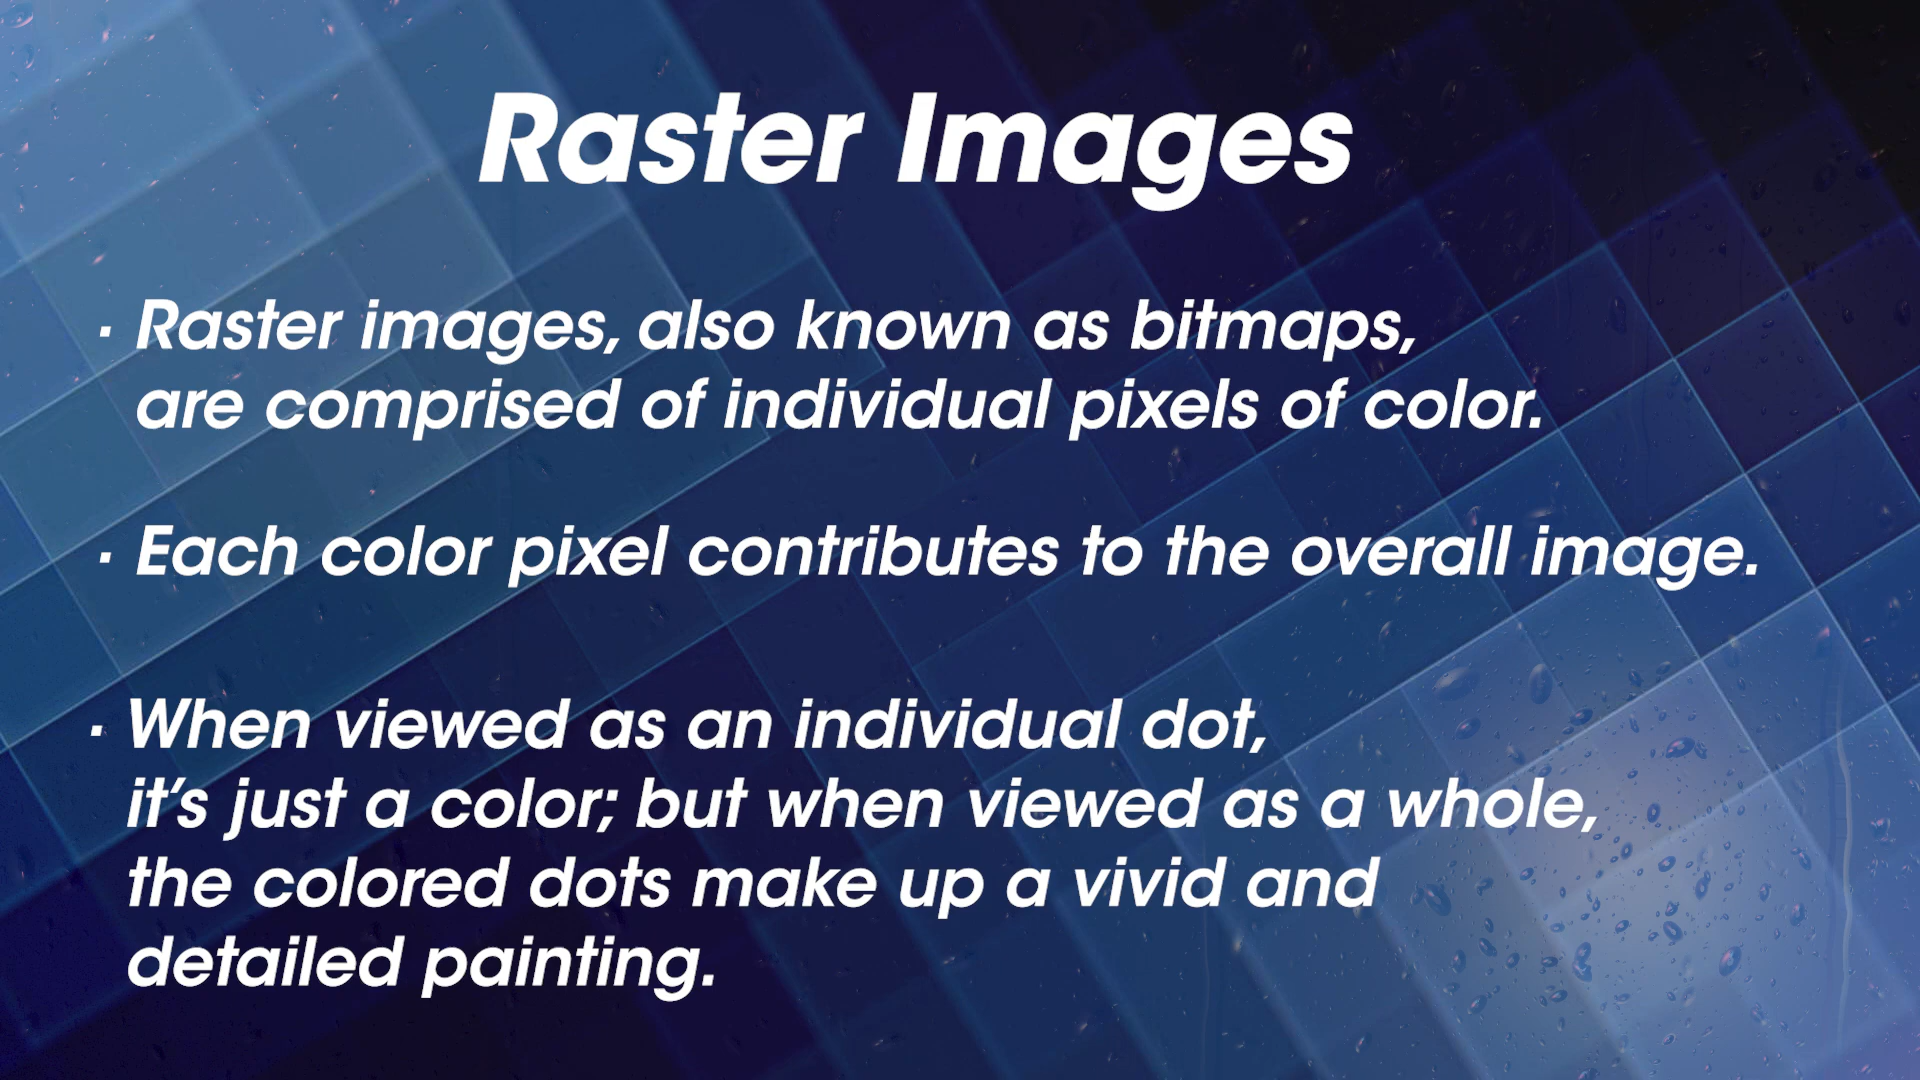 Raster Images
· Raster images, also known as bitmaps,
are comprised of individual pixels of color.
· Each color pixel contributes to the overall image.
· When viewed as an individual dot,
it’s just a color; but when viewed as a whole,
the colored dots make up a vivid and
detailed painting.